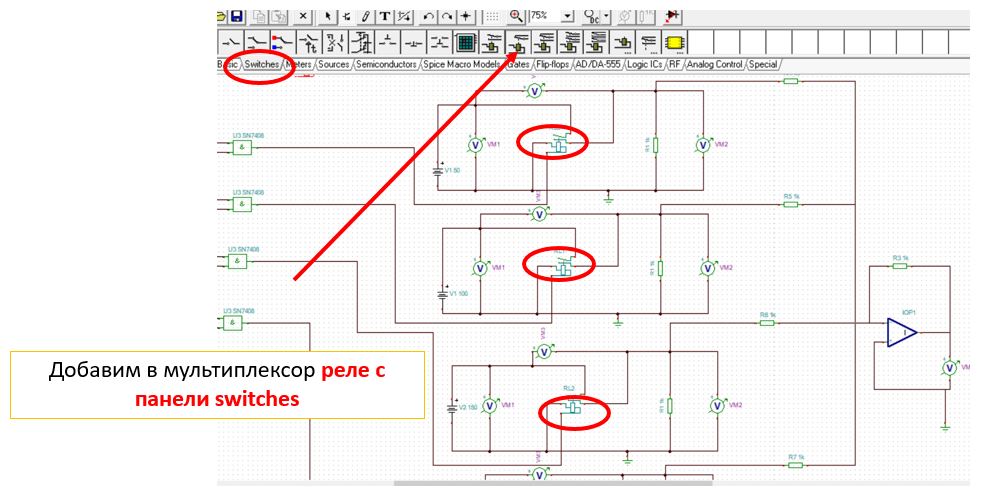 75%
DC
Basic Switches Meters Sources Semiconductors Spice Macro Models Gates Flip-flops AD/DA-555 Logic ICs RF Analog Control Special
U3 SN7408
&
V
V VM1
V1 50
R1 1k
V VM2
U3 SN7408
&
V
R5 1k
U3 SN7408
&
V VM1
V1 100
R1 1k
V VM2
R3 1k
U3 SN7408
&
R6 1k
IOP1
VM3
V
V
RL2
V VM1
V2 150
R1 1k
V VM2
R7 1k
V
Добавим в мультиплексор реле с
панели switches